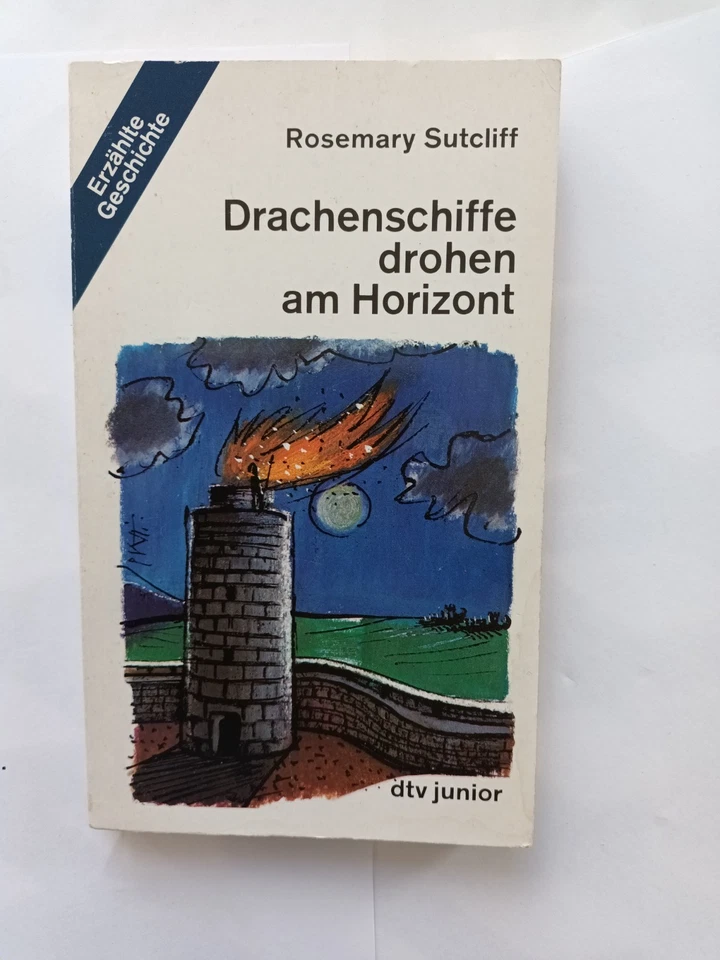 Erzählte
Geschichte
Rosemary Sutcliff
Drachenschiffe
drohen
am Horizont
dtv junior